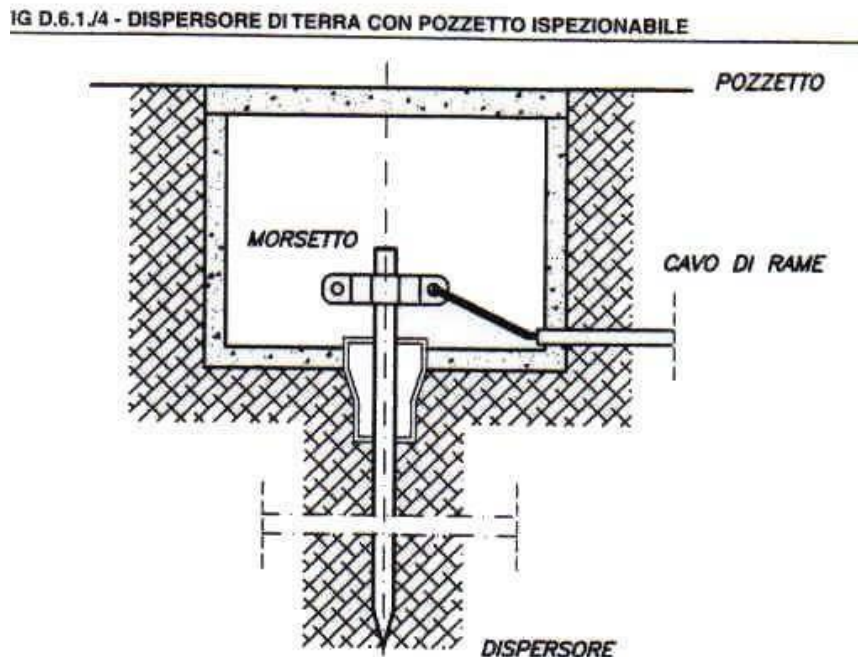 IG D.6.1./4 - DISPERSORE DI TERRA CON POZZETTO ISPEZIONABILE
POZZETTO
MORSETTO
CAVO DI RAME
DISPERSORE